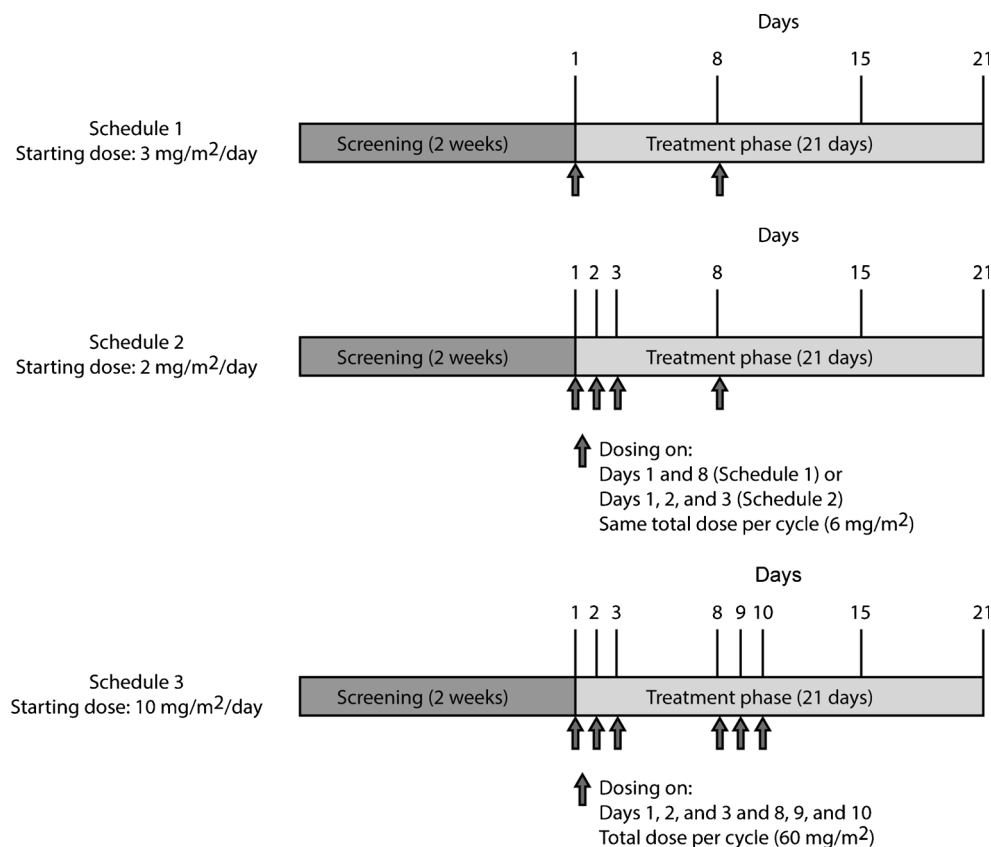 Days
1 8 15 21
Schedule 1
Starting dose: 3 mg/m2/day
Screening (2 weeks)
Treatment phase (21 days)
Days
1 2 3 8 15 21
Schedule 2
Starting dose: 2 mg/m2/day
Screening (2 weeks)
Treatment phase (21 days)
Dosing on:
Days 1 and 8 (Schedule 1) or
Days 1, 2, and 3 (Schedule 2)
Same total dose per cycle (6 mg/m2)
Days
1 2 3 8 9 10 15 21
Schedule 3
Starting dose: 10 mg/m2/day
Screening (2 weeks)
Treatment phase (21 days)
Dosing on:
Days 1, 2, and 3 and 8, 9, and 10
Total dose per cycle (60 mg/m2)